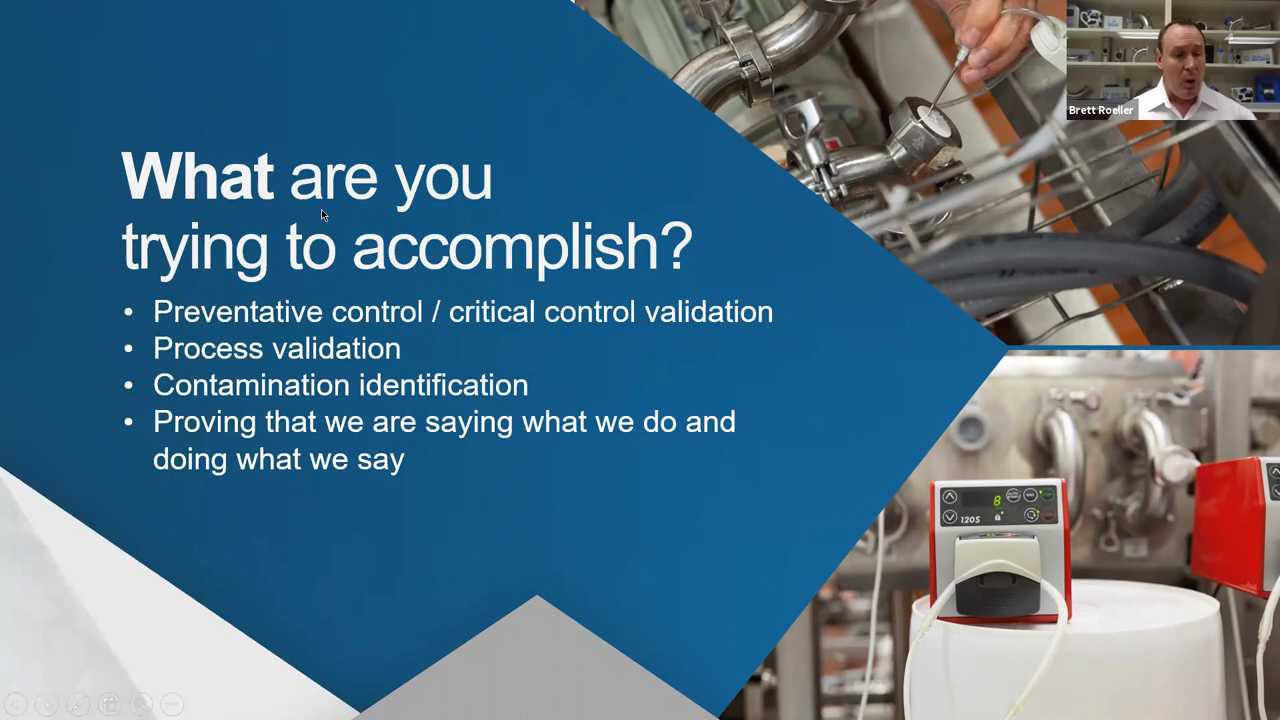 Brett Roeller
What are you
trying to accomplish?
• Preventative control / critical control validation
• Process validation
• Contamination identification
• Proving that we are saying what we do and
doing what we say
8
120S